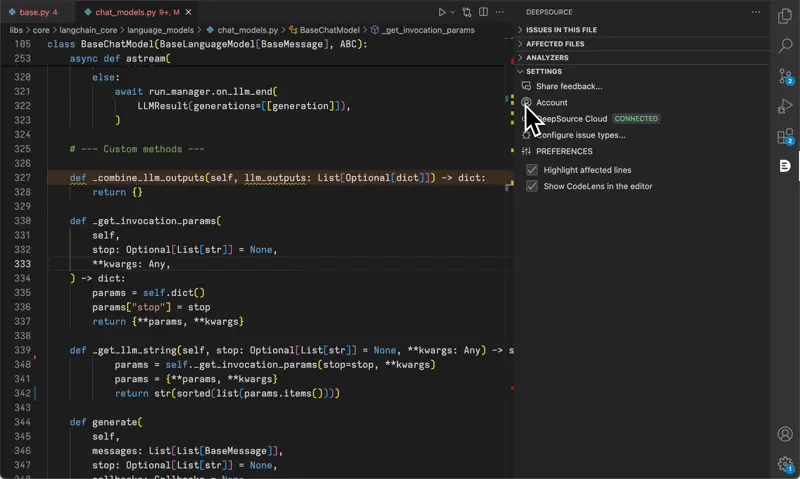 base.py 4
chat_models.py 9+, M
DEEPSOURCE
libs > core > langchain_core > language_models > chat_models.py > BaseChatModel > _get_invocation_params
105 class BaseChatModel(BaseLanguageModel[BaseMessage], ABC):
253 async def astream(
320 else:
321 await run_manager.on_llm_end(
322 LLMResult(generations=[[generation]]),
323 )
324
325 # --- Custom methods ---
326
327 def _combine_llm_outputs(self, llm_outputs: List[Optional[dict]]) -> dict:
328 return {}
329
330 def _get_invocation_params(
331 self,
332 stop: Optional[List[str]] = None,
333 **kwargs: Any,
334 ) -> dict:
335 params = self.dict()
336 params["stop"] = stop
337 return {**params, **kwargs}
338
339 def _get_llm_string(self, stop: Optional[List[str]] = None, **kwargs: Any) -> s
340 params = self._get_invocation_params(stop=stop, **kwargs)
341 params = {**params, **kwargs}
342 return str(sorted(list(params.items())))
343
344 def generate(
345 self,
346 messages: List[List[BaseMessage]],
347 stop: Optional[List[str]] = None,
348
ISSUES IN THIS FILE
AFFECTED FILES
ANALYZERS
SETTINGS
Share feedback...
Account
DeepSource Cloud CONNECTED
Configure issue types...
PREFERENCES
Highlight affected lines
Show CodeLens in the editor
2
2
1